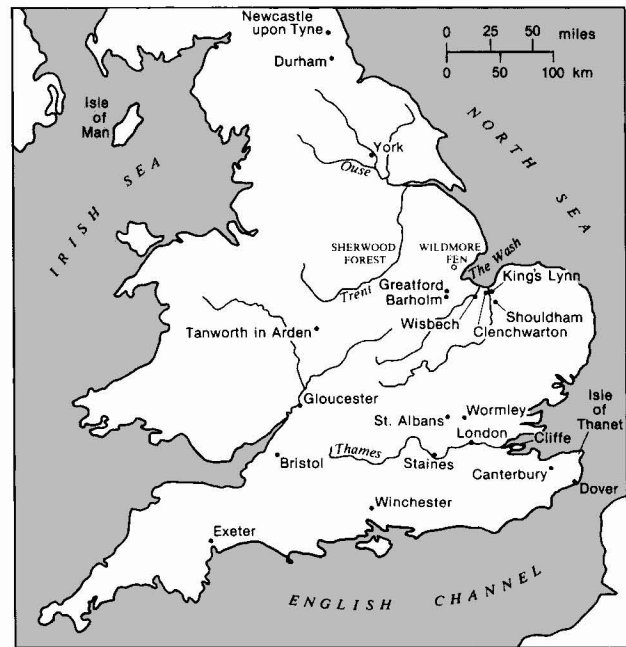 Newcastle
upon Tyne
Durham
0 25 50 miles
0 50 100 km
Isle
of
Man
NORTH SEA
IRISH SEA
York
Ouse
SHERWOOD
FOREST
WILDMORE
FEN
The Wash
Trent
Greatford
Barholm
King's Lynn
Shouldham
Wisbech
Clenchwarton
Tanworth in Arden
Gloucester
St. Albans
Wormley
Isle
of
Thanet
London
Cliffe
Thames
Bristol
Staines
Canterbury
Dover
Winchester
Exeter
ENGLISH CHANNEL